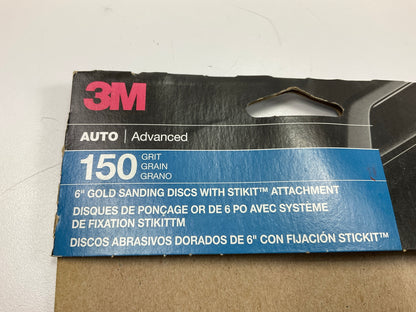 3M
AUTO | Advanced
150 GRIT
GRAIN
GRANO
6" GOLD SANDING DISCS WITH STIKIT™ ATTACHMENT
DISQUES DE PONÇAGE OR DE 6 PO AVEC SYSTEME
DE FIXATION STIKITTM
DISCOS ABRASIVOS DORADOS DE 6" CON FIJACIÓN STICKIT™